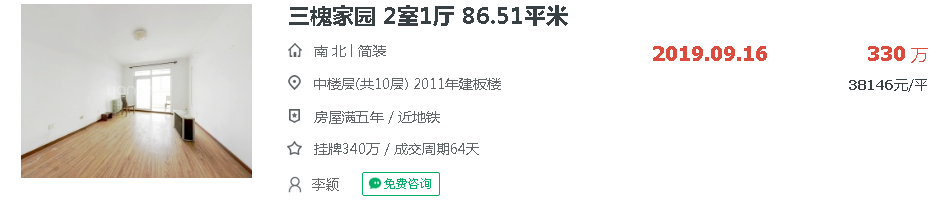 三槐家园 2室1厅 86.51平米
南 北 | 简装
2019.09.16
330 万
中楼层(共10层) 2011年建板楼
38146元/平
房屋满五年 / 近地铁
挂牌340万 / 成交周期64天
李颖
免费咨询